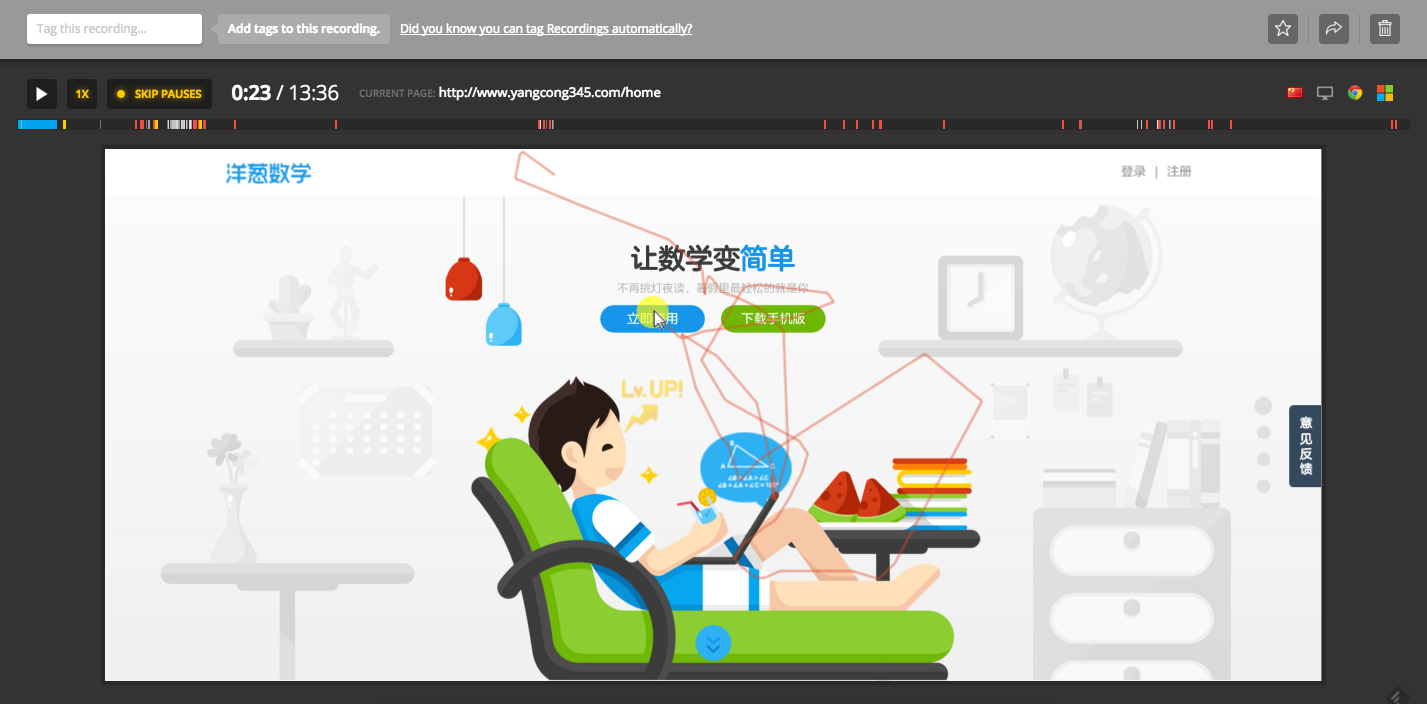 Tag this recording...
Add tags to this recording.
Did you know you can tag Recordings automatically?
1X
SKIP PAUSES
0:23 / 13:36
CURRENT PAGE: http://www.yangcong345.com/home
洋葱数学
登录 | 注册
让数学变简单
不再挑灯夜读，暑假里最轻松的就是你
立即使用
下载手机版
Lv.UP!
意见反馈
B
A
C